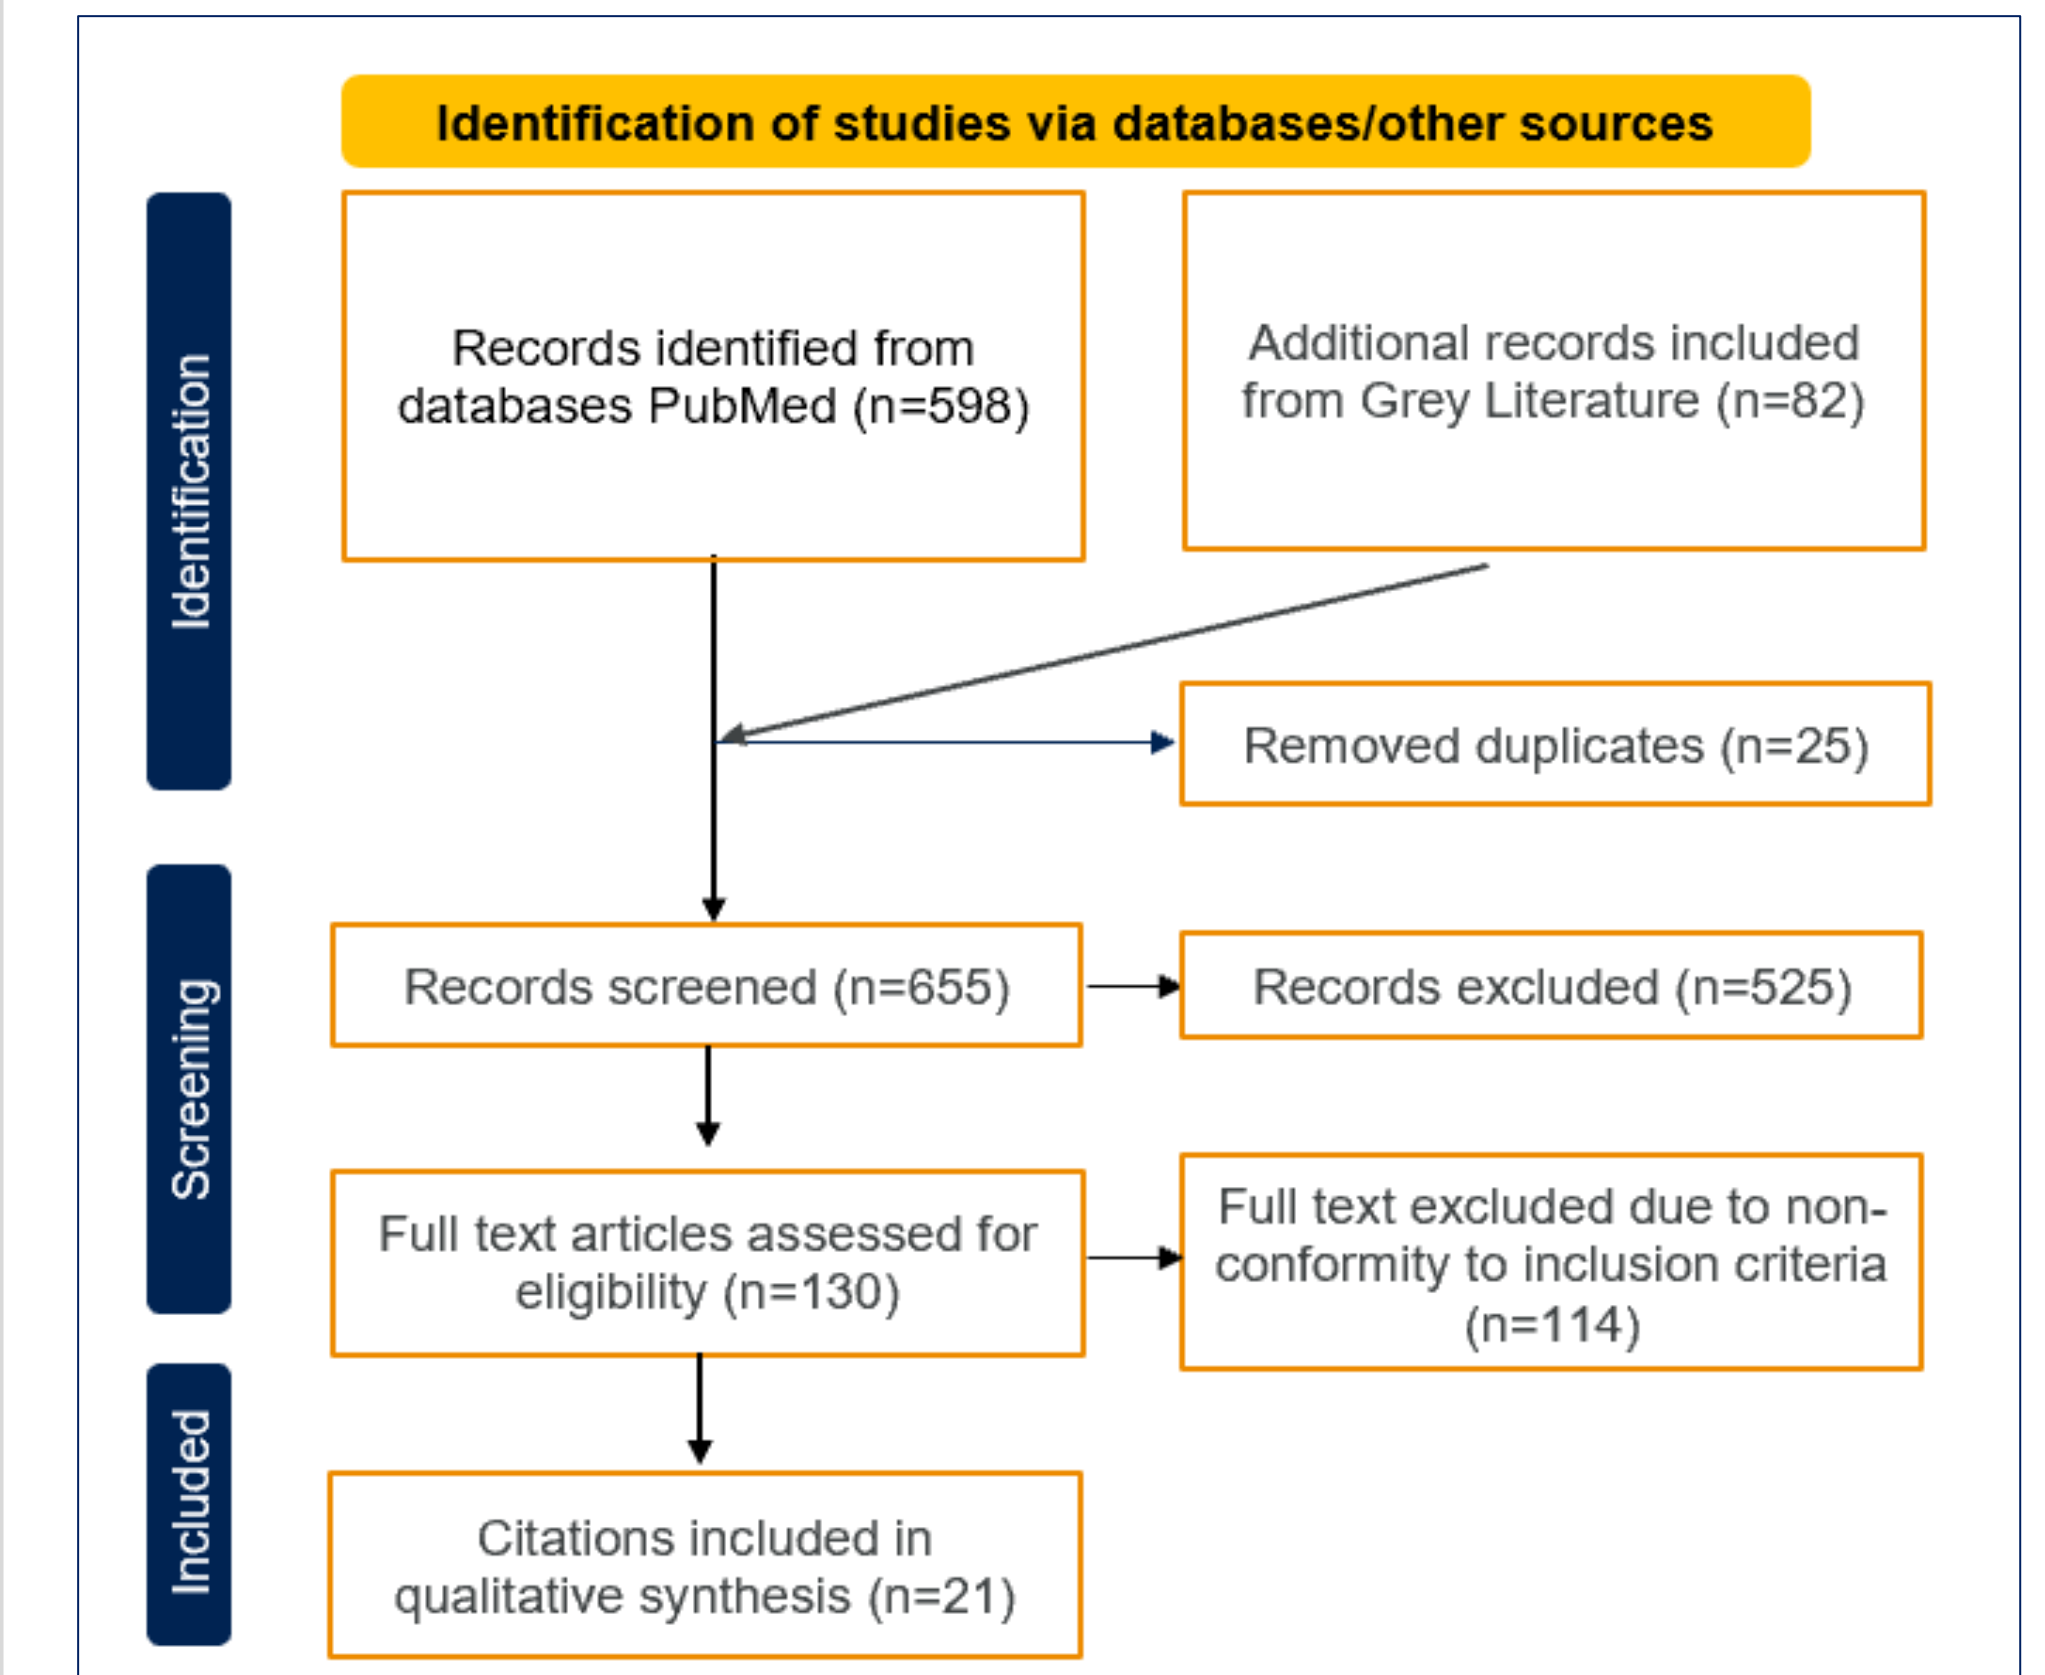 Identification of studies via databases/other sources
Identification
Records identified from
databases PubMed (n=598)
Additional records included
from Grey Literature (n=82)
Removed duplicates (n=25)
Screening
Records screened (n=655)
Records excluded (n=525)
Full text articles assessed for
eligibility (n=130)
Full text excluded due to non-
conformity to inclusion criteria
(n=114)
Included
Citations included in
qualitative synthesis (n=21)